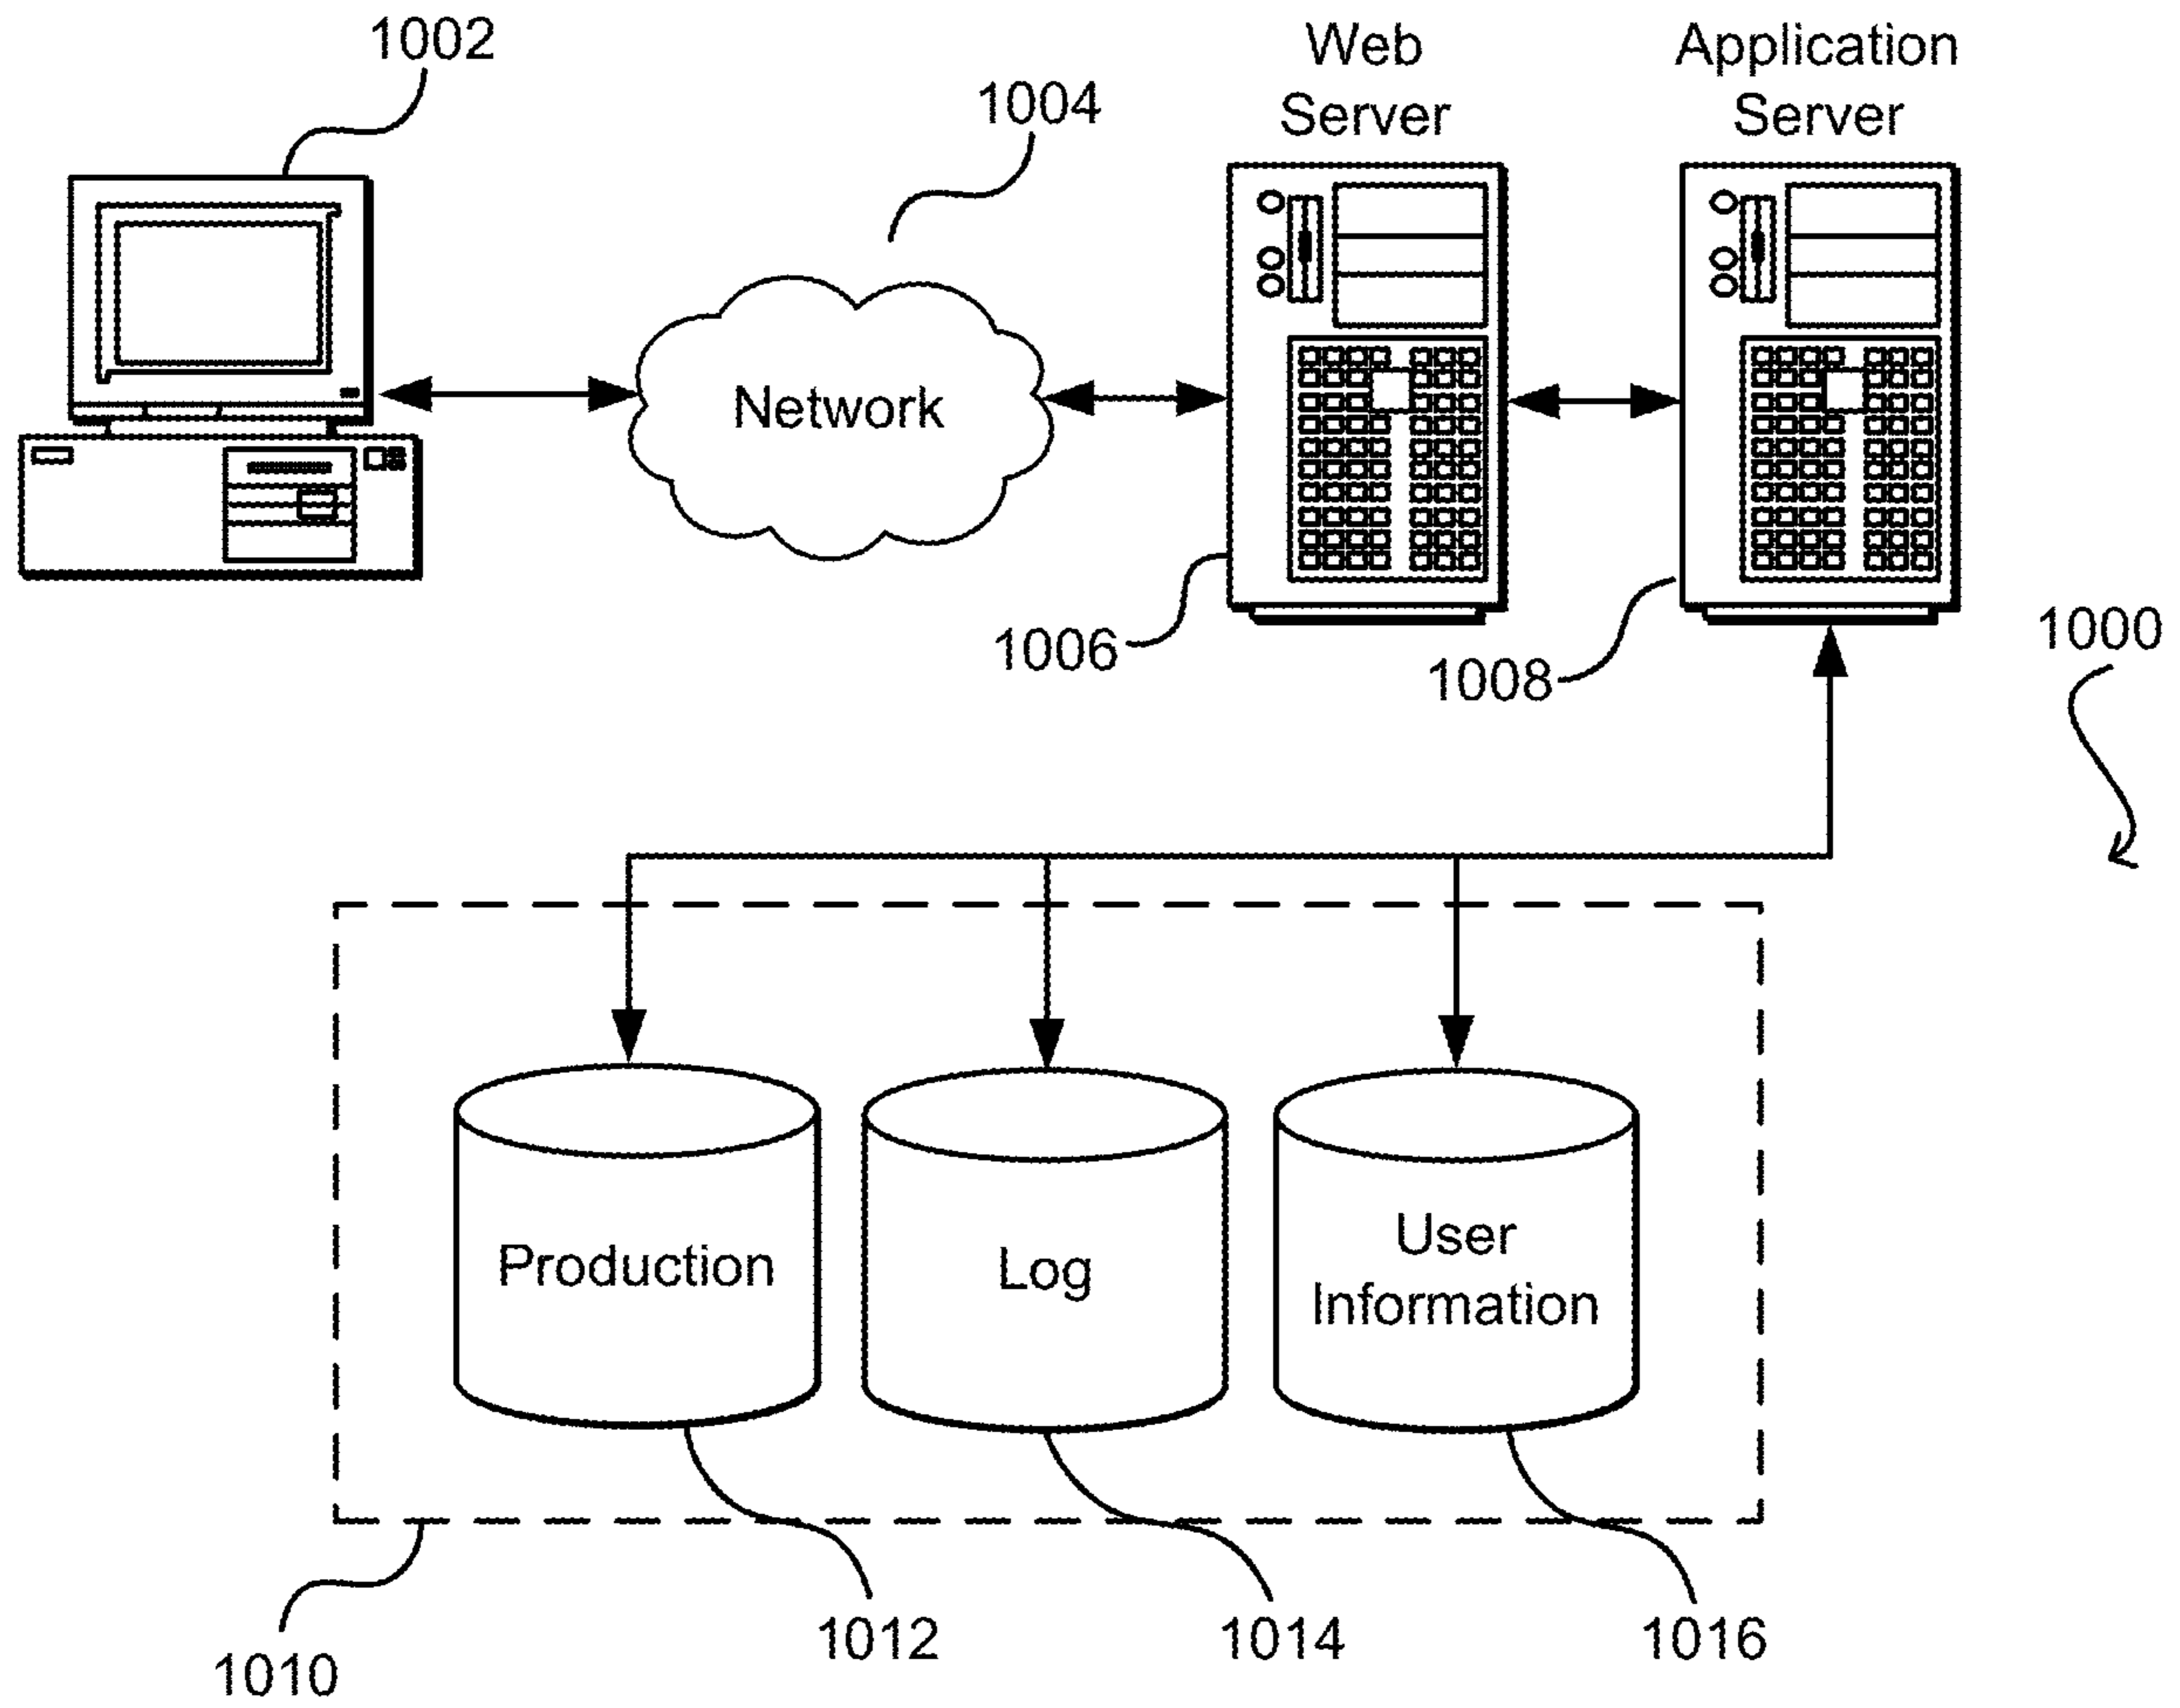 1002
1004
Web
Server
Application
Server
Network
1006
1008
1000
Production
Log
User
Information
1010
1012
1014
1016